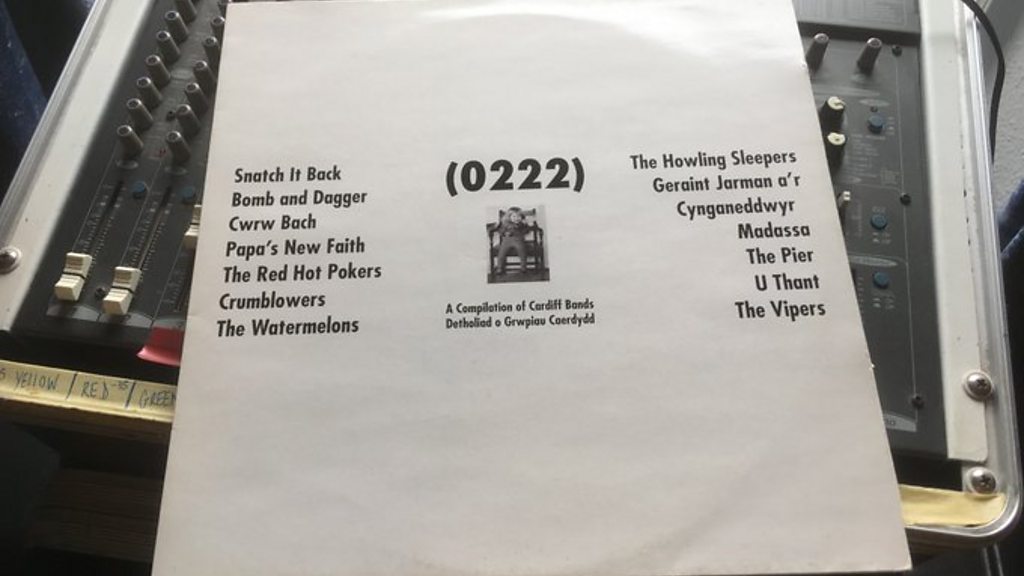 Snatch It Back
Bomb and Dagger
Cwrw Bach
Papa's New Faith
The Red Hot Pokers
Crumblowers
The Watermelons
(0222)
A Compilation of Cardiff Bands
Detholiad o Grwpiau Caerdydd
The Howling Sleepers
Geraint Jarman a'r
Cynganeddwyr
Madassa
The Pier
U Thant
The Vipers
YELLOW / RED / GREEN